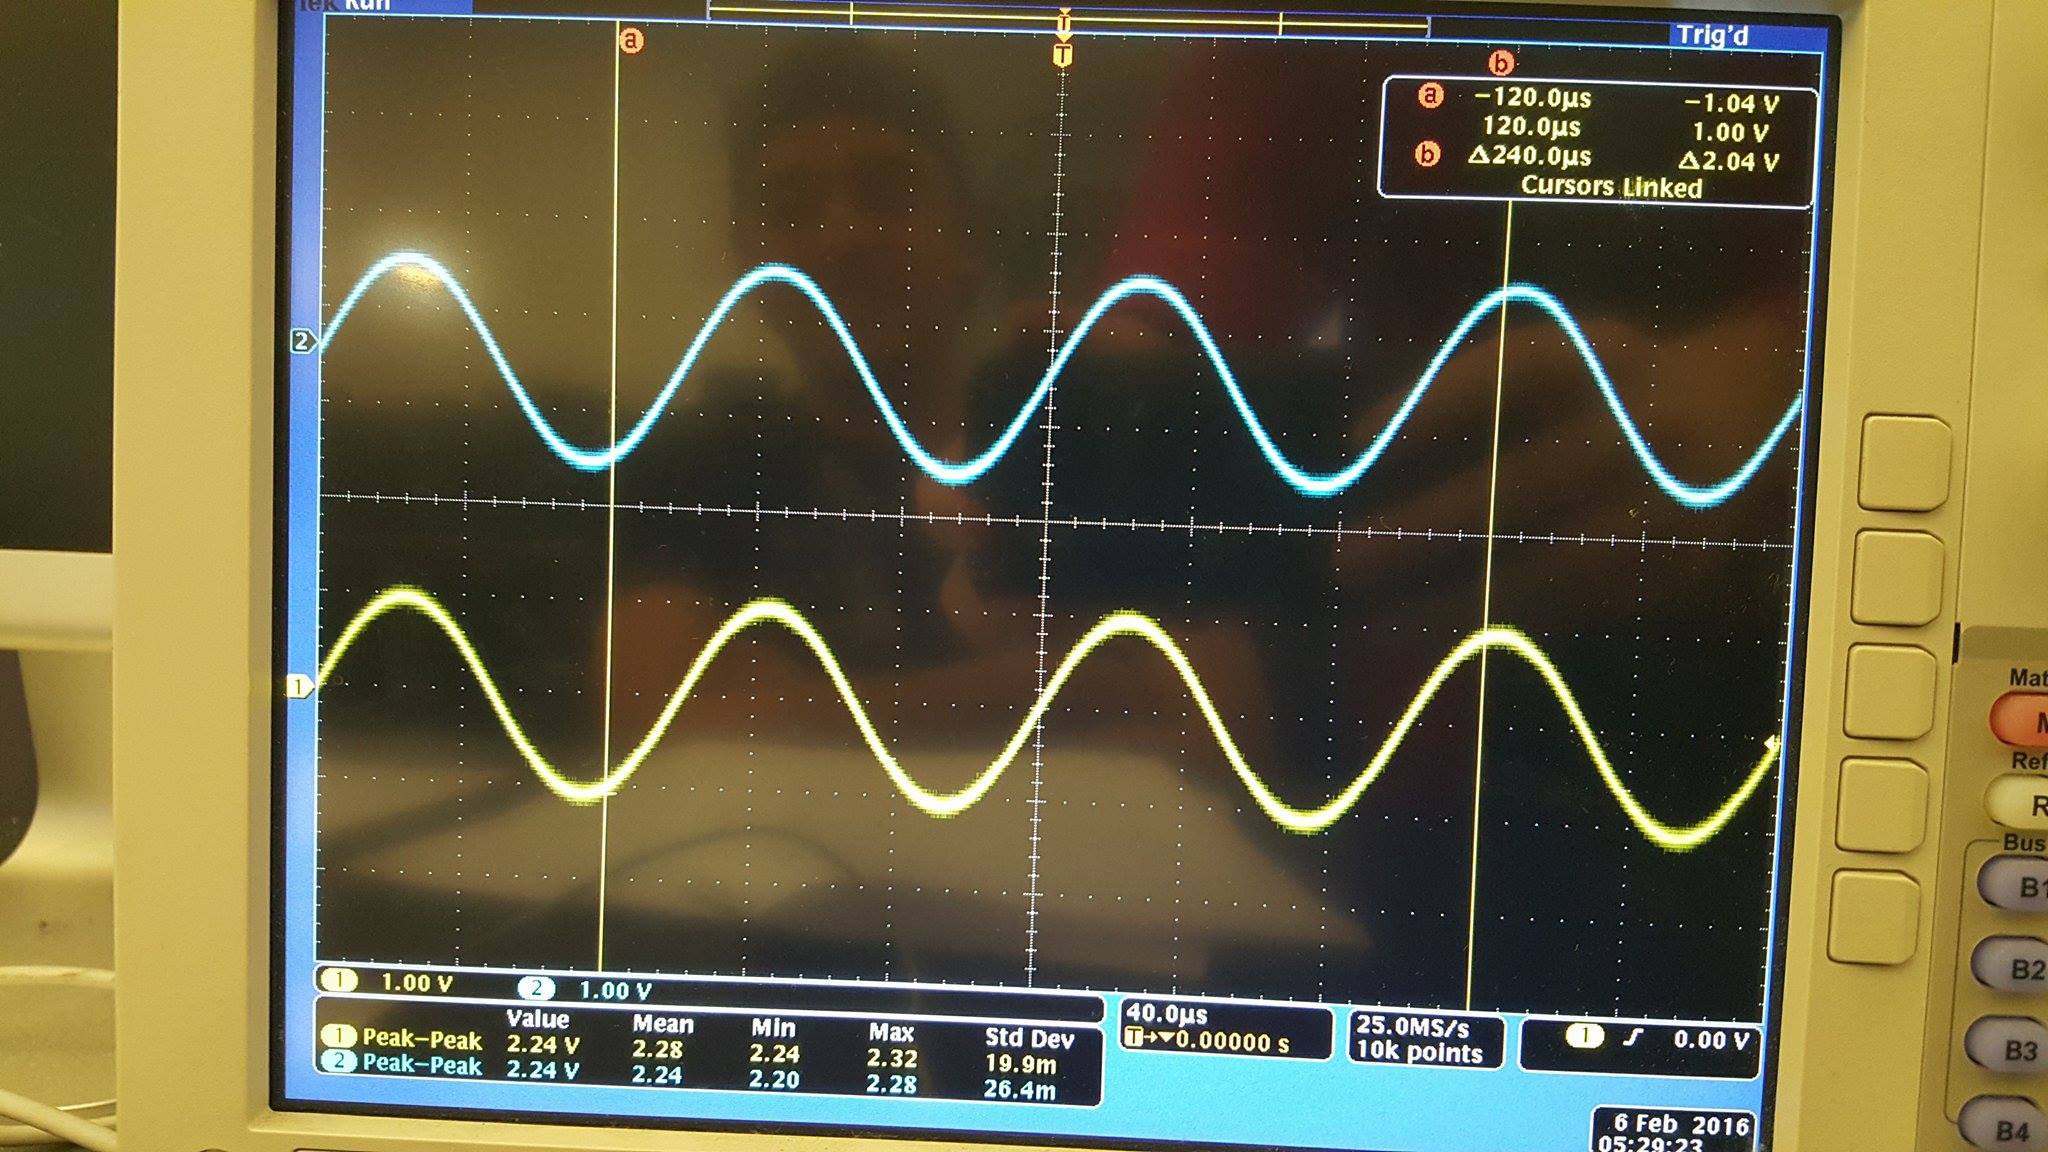 Tek Run
Trig'd
T
T
a
b
a −120.0µs −1.04 V
120.0µs 1.00 V
b Δ240.0µs Δ2.04 V
Cursors Linked
2
1
1 1.00 V 2 1.00 V
Value Mean Min Max Std Dev
1 Peak−Peak 2.24 V 2.28 2.24 2.32 19.9m
2 Peak−Peak 2.24 V 2.24 2.20 2.28 26.4m
40.0µs
T→▼0.00000 s
25.0MS/s
10k points
1 ƒ 0.00 V
6 Feb 2016
05:29:23
Mat
M
Ref
R
Bus
B1
B2
B3
B4